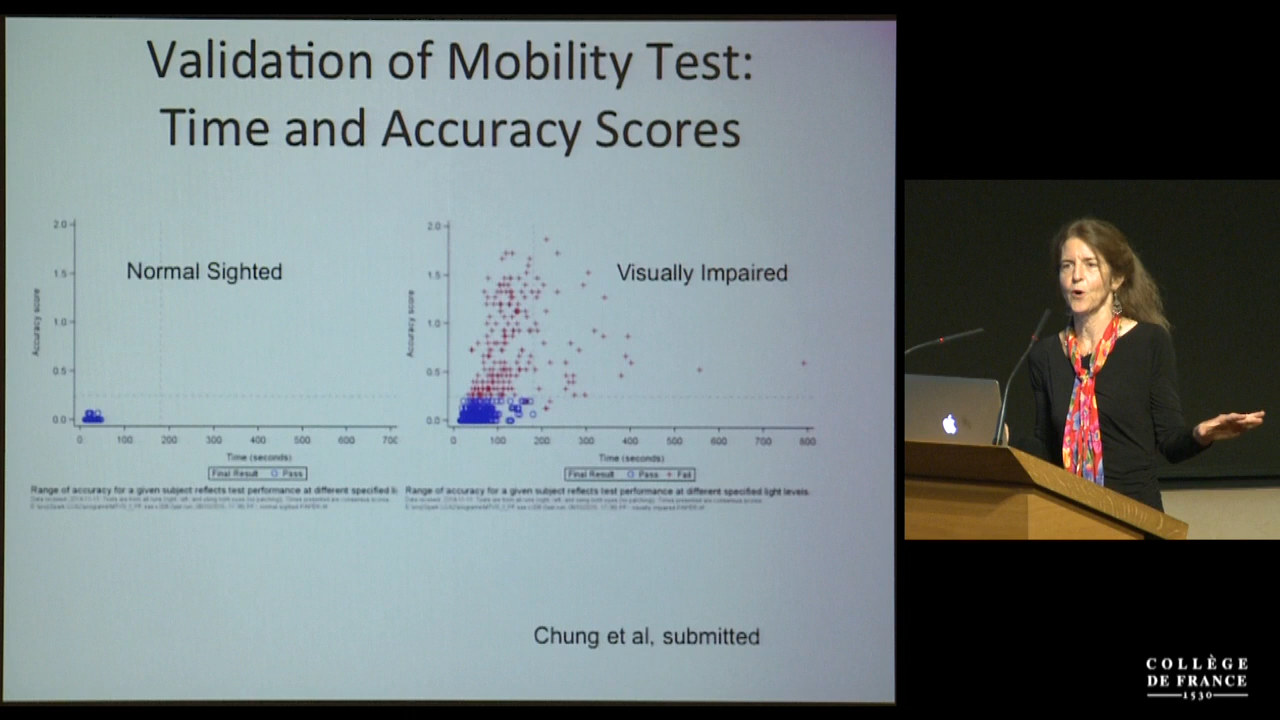 Validation of Mobility Test:
Time and Accuracy Scores
2.0
1.5
1.0
0.5
0.0
Accuracy score
Normal Sighted
0 100 200 300 400 500 600
Time (seconds)
Final Result Pass
Range of accuracy for a given subject reflects test performance at different specified
2.0
1.5
1.0
0.5
0.0
Accuracy score
Visually Impaired
0 100 200 300 400 500 600 700 800
Time (seconds)
Final Result Pass Fail
Range of accuracy for a given subject reflects test performance at different specified light levels.
Chung et al, submitted
COLLÈGE
DE FRANCE
1530